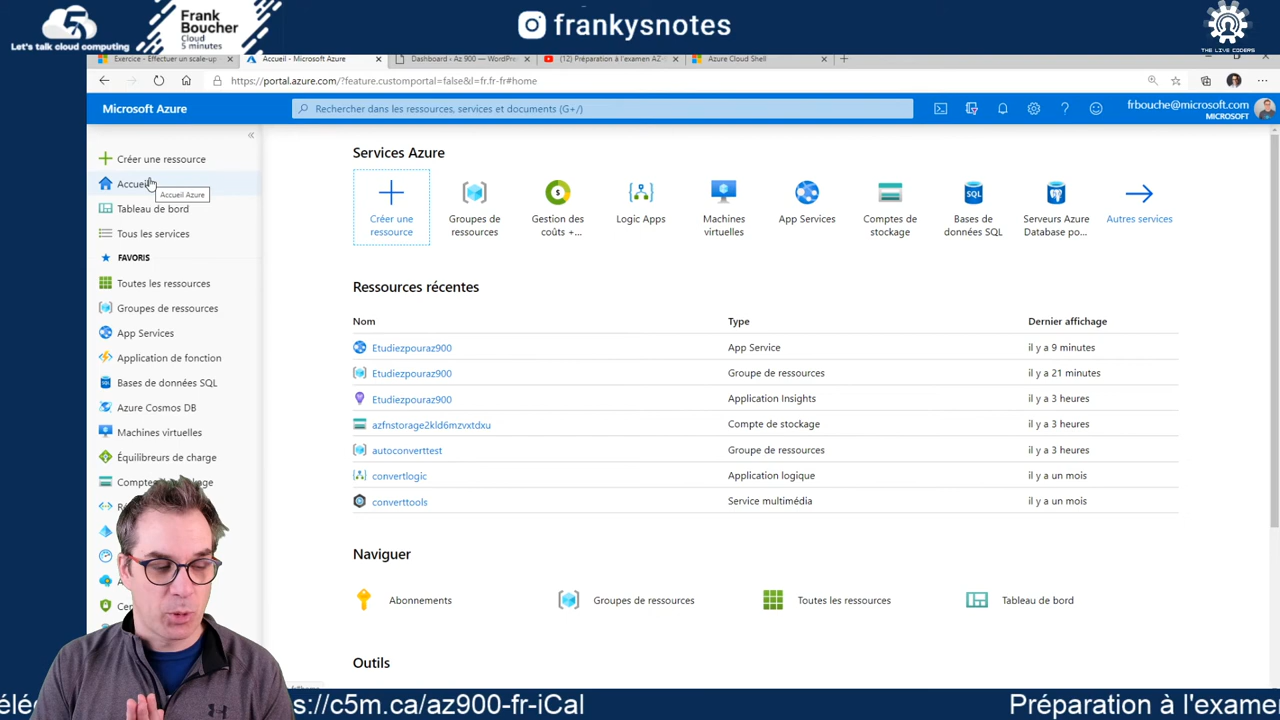 Let's talk cloud computing
5
Frank
Boucher
Cloud
5 minutes
frankysnotes
THE LIVE CODERS
Exercice - Effectuer un scale-up
Accueil - Microsoft Azure
Dashboard ‹ Az 900 — WordPre
(12) Préparation à l'examen AZ-
Azure Cloud Shell
https://portal.azure.com/?feature.customportal=false&l=fr.fr-fr#home
Microsoft Azure
Rechercher dans les ressources, services et documents (G+/)
frbouche@microsoft.com
MICROSOFT
Créer une ressource
Accueil
Accueil Azure
Tableau de bord
Tous les services
FAVORIS
Toutes les ressources
Groupes de ressources
App Services
Application de fonction
Bases de données SQL
Azure Cosmos DB
Machines virtuelles
Équilibreurs de charge
Services Azure
Créer une ressource
Groupes de ressources
Gestion des coûts +...
Logic Apps
Machines virtuelles
App Services
Comptes de stockage
Bases de données SQL
Serveurs Azure Database po...
Autres services
Ressources récentes
Nom Type Dernier affichage
Etudiezpouraz900 App Service il y a 9 minutes
Etudiezpouraz900 Groupe de ressources il y a 21 minutes
Etudiezpouraz900 Application Insights il y a 3 heures
azfnstorage2kld6mzvxtdxu Compte de stockage il y a 3 heures
autoconverttest Groupe de ressources il y a 3 heures
convertlogic Application logique il y a un mois
converttools Service multimédia il y a un mois
Naviguer
Abonnements
Groupes de ressources
Toutes les ressources
Tableau de bord
Outils
s://c5m.ca/az900-fr-iCal
Préparation à l'examen